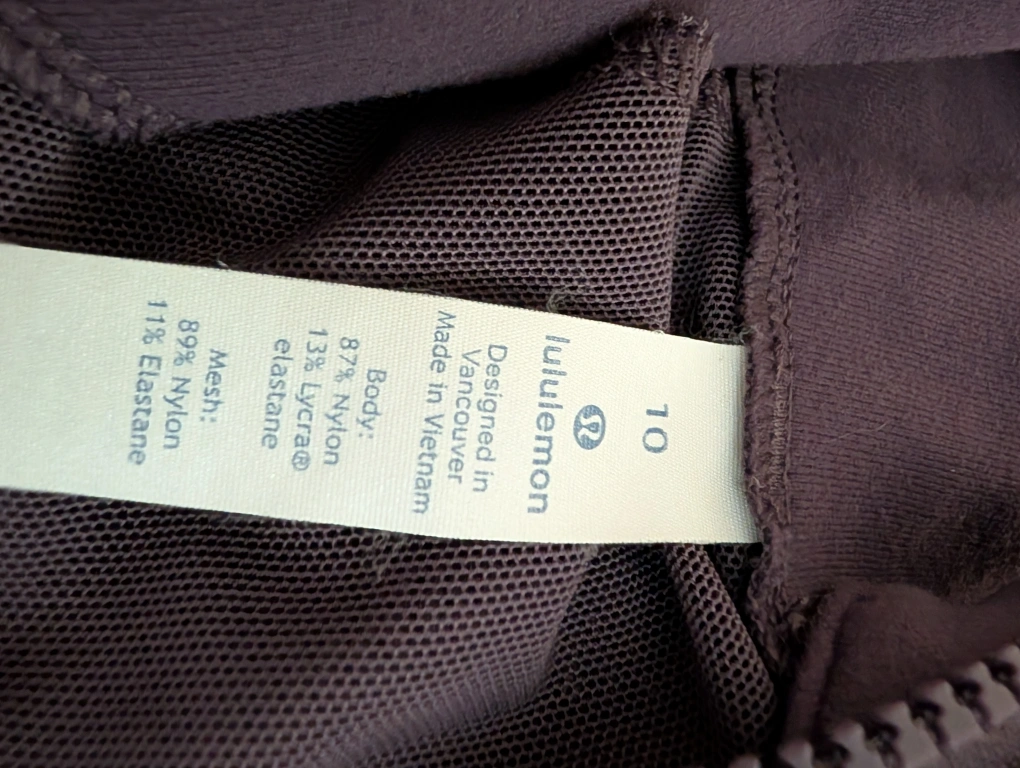 10
lululemon
Designed in
Vancouver
Made in Vietnam
Body:
87% Nylon
13% Lycra®
elastane
Mesh:
89% Nylon
11% Elastane